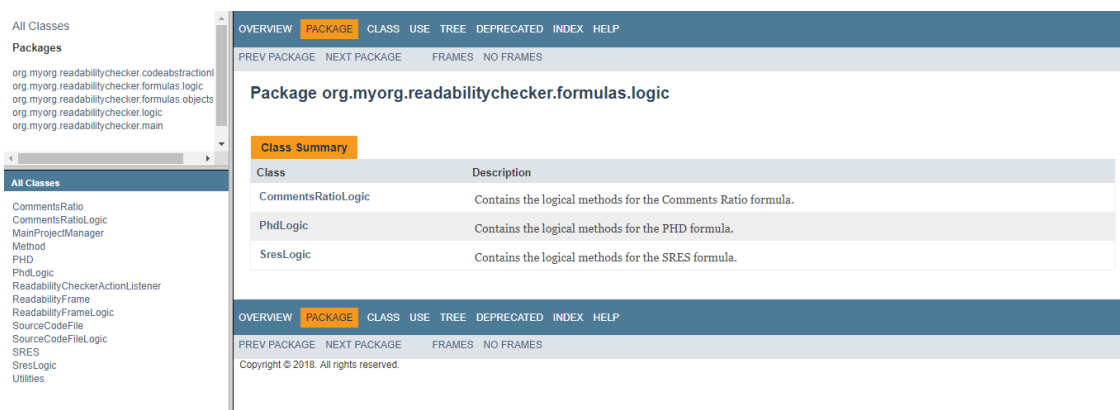 All Classes
Packages
org.myorg.readabilitychecker.codeabstractionl
org.myorg.readabilitychecker.formulas.logic
org.myorg.readabilitychecker.formulas.objects
org.myorg.readabilitychecker.logic
org.myorg.readabilitychecker.main
All Classes
CommentsRatio
CommentsRatioLogic
MainProjectManager
Method
PHD
PhdLogic
ReadabilityCheckerActionListener
ReadabilityFrame
ReadabilityFrameLogic
SourceCodeFile
SourceCodeFileLogic
SRES
SresLogic
Utilities
OVERVIEW PACKAGE CLASS USE TREE DEPRECATED INDEX HELP
PREV PACKAGE NEXT PACKAGE FRAMES NO FRAMES
Package org.myorg.readabilitychecker.formulas.logic
Class Summary
Class Description
CommentsRatioLogic Contains the logical methods for the Comments Ratio formula.
PhdLogic Contains the logical methods for the PHD formula.
SresLogic Contains the logical methods for the SRES formula.
OVERVIEW PACKAGE CLASS USE TREE DEPRECATED INDEX HELP
PREV PACKAGE NEXT PACKAGE FRAMES NO FRAMES
Copyright © 2018. All rights reserved.